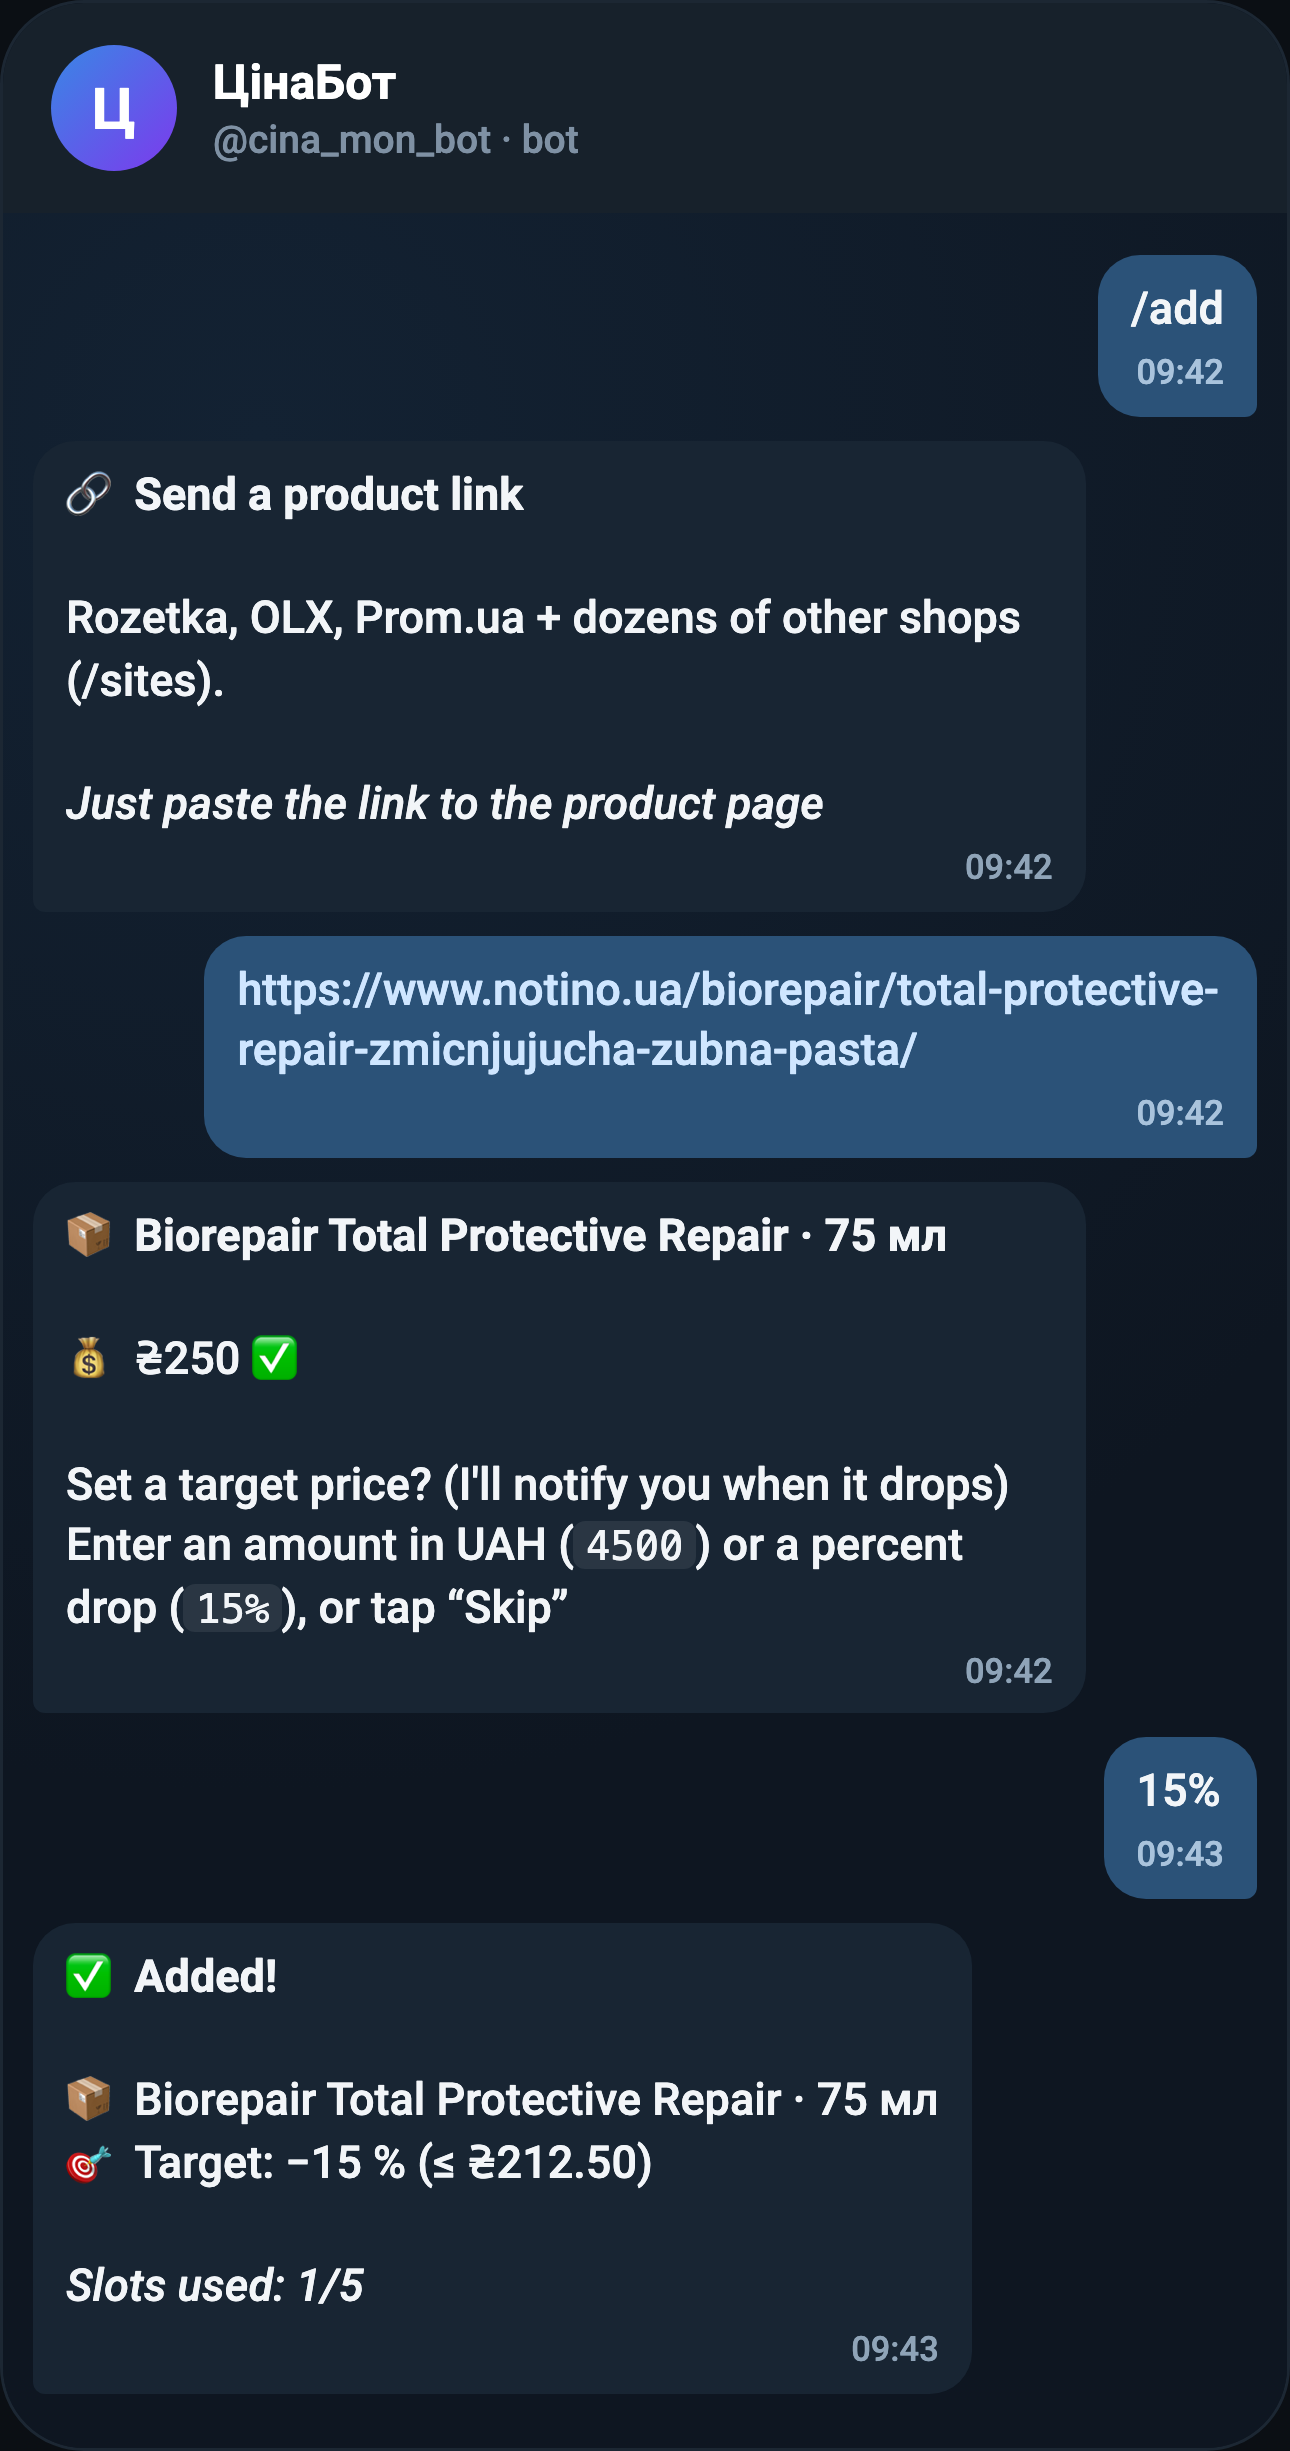 Ц
ЦінаБот
@cina_mon_bot · bot
/add
09:42
🔗 Send a product link
Rozetka, OLX, Prom.ua + dozens of other shops
(/sites).
Just paste the link to the product page
09:42
https://www.notino.ua/biorepair/total-protective-
repair-zmicnjujucha-zubna-pasta/
09:42
📦 Biorepair Total Protective Repair · 75 мл
💰 ₴250 ✅
Set a target price? (I'll notify you when it drops)
Enter an amount in UAH (4500) or a percent
drop (15%), or tap “Skip”
09:42
15%
09:43
✅ Added!
📦 Biorepair Total Protective Repair · 75 мл
🎯 Target: −15 % (≤ ₴212.50)
Slots used: 1/5
09:43